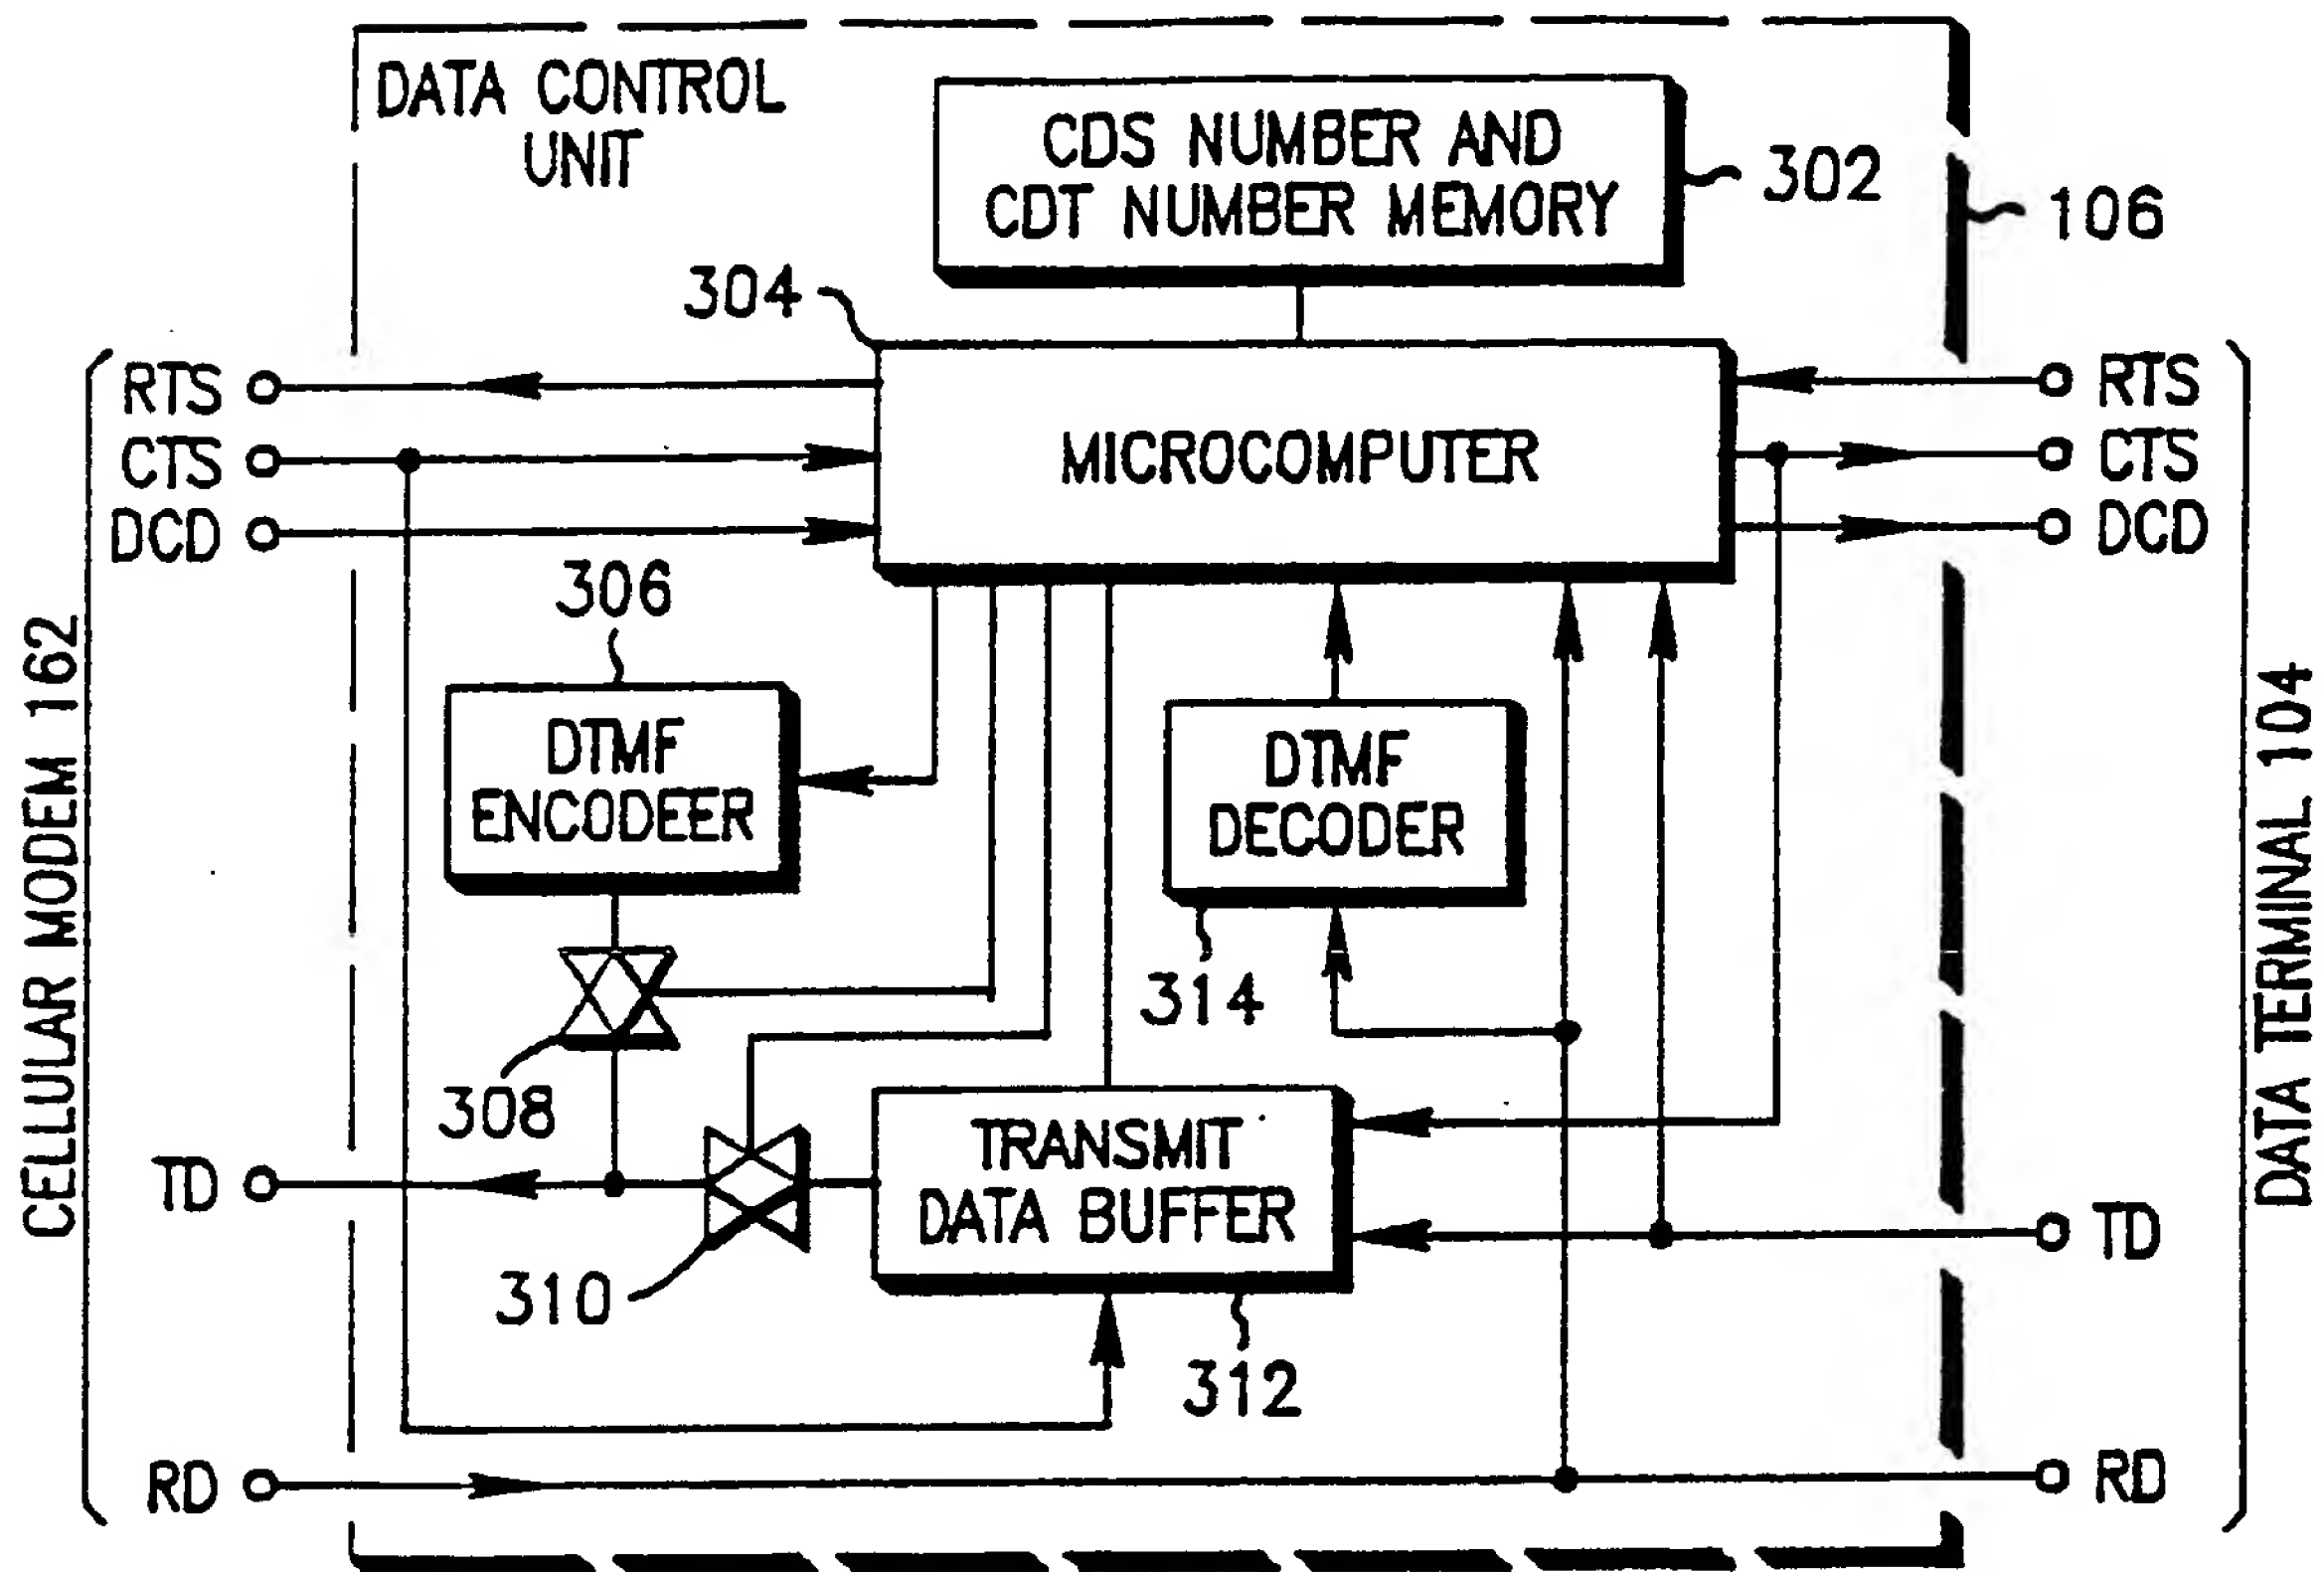 DATA CONTROL
UNIT
CDS NUMBER AND
CDT NUMBER MEMORY
302
106
304
RTS
CTS
DCD
MICROCOMPUTER
RTS
CTS
DCD
306
DTMF
ENCODEER
DTMF
DECODER
314
308
TRANSMIT
DATA BUFFER
310
312
TD
RD
TD
RD
CELLULAR MODEM 162
DATA TERMINAL 104